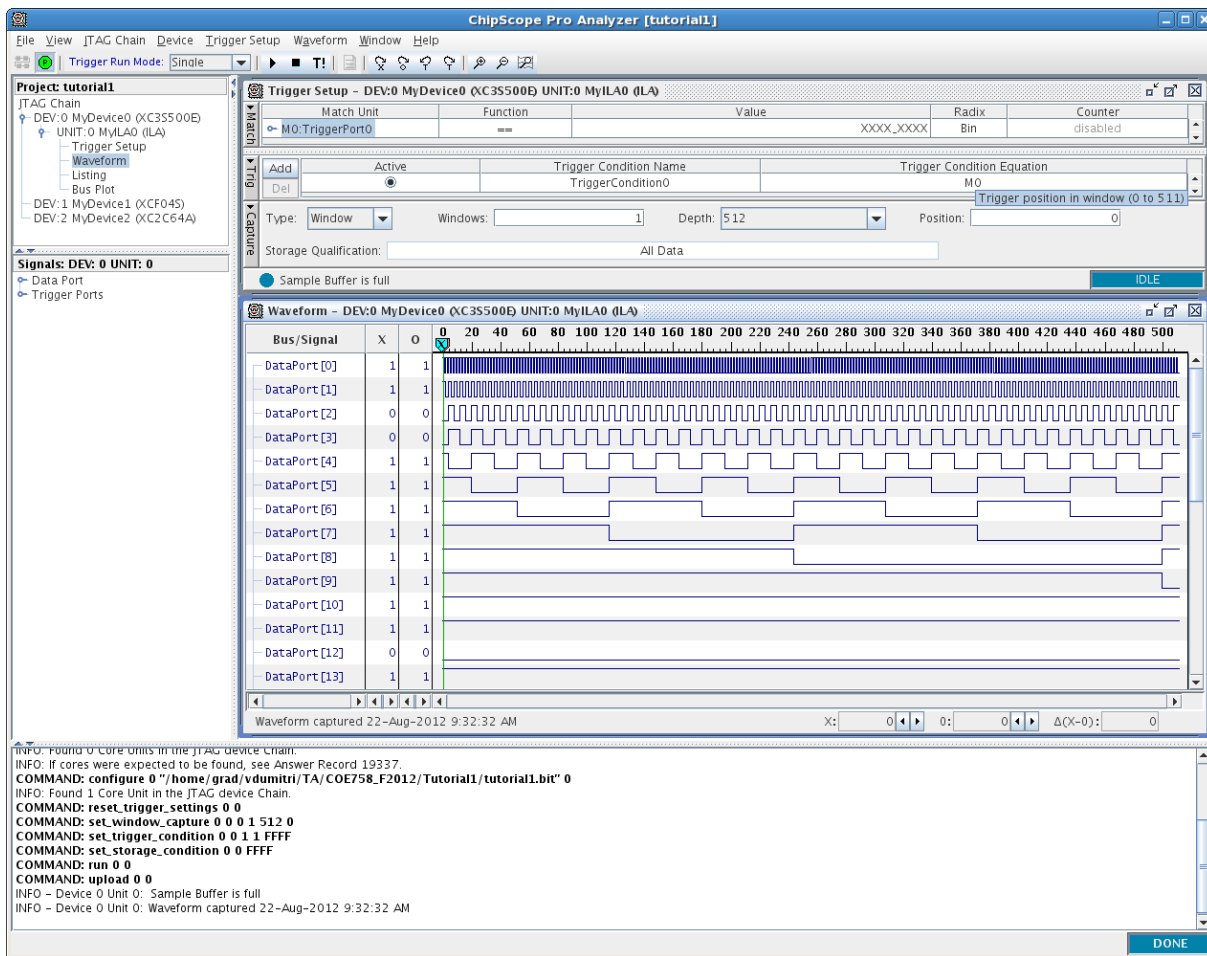 ChipScope Pro Analyzer [tutorial1]
File View JTAG Chain Device Trigger Setup Waveform Window Help
Trigger Run Mode: Single T!
Project: tutorial1
JTAG Chain
DEV:0 MyDevice0 (XC3S500E)
UNIT:0 MyILA0 (ILA)
Trigger Setup
Waveform
Listing
Bus Plot
DEV:1 MyDevice1 (XCF04S)
DEV:2 MyDevice2 (XC2C64A)
Signals: DEV: 0 UNIT: 0
Data Port
Trigger Ports
Trigger Setup - DEV:0 MyDevice0 (XC3S500E) UNIT:0 MyILA0 (ILA)
Match
Match Unit Function Value Radix Counter
M0:TriggerPort0 == XXXX_XXXX Bin disabled
Trig
Add Active Trigger Condition Name Trigger Condition Equation
Del TriggerCondition0 M0
Trigger position in window (0 to 511)
Capture
Type: Window Windows: 1 Depth: 512 Position: 0
Storage Qualification: All Data
Sample Buffer is full IDLE
Waveform - DEV:0 MyDevice0 (XC3S500E) UNIT:0 MyILA0 (ILA)
Bus/Signal X O 0 20 40 60 80 100 120 140 160 180 200 220 240 260 280 300 320 340 360 380 400 420 440 460 480 500
X
DataPort[0] 1 1
DataPort[1] 1 1
DataPort[2] 0 0
DataPort[3] 0 0
DataPort[4] 1 1
DataPort[5] 1 1
DataPort[6] 1 1
DataPort[7] 1 1
DataPort[8] 1 1
DataPort[9] 1 1
DataPort[10] 1 1
DataPort[11] 1 1
DataPort[12] 0 0
DataPort[13] 1 1
Waveform captured 22-Aug-2012 9:32:32 AM X: 0 O: 0 Δ(X-O): 0
INFO: Found 0 Core Units in the JTAG device Chain.
INFO: If cores were expected to be found, see Answer Record 19337.
COMMAND: configure 0 "/home/grad/vdumitri/TA/COE758_F2012/Tutorial1/tutorial1.bit" 0
INFO: Found 1 Core Unit in the JTAG device Chain.
COMMAND: reset_trigger_settings 0 0
COMMAND: set_window_capture 0 0 0 1 512 0
COMMAND: set_trigger_condition 0 0 1 1 FFFF
COMMAND: set_storage_condition 0 0 FFFF
COMMAND: run 0 0
COMMAND: upload 0 0
INFO - Device 0 Unit 0: Sample Buffer is full
INFO - Device 0 Unit 0: Waveform captured 22-Aug-2012 9:32:32 AM
DONE